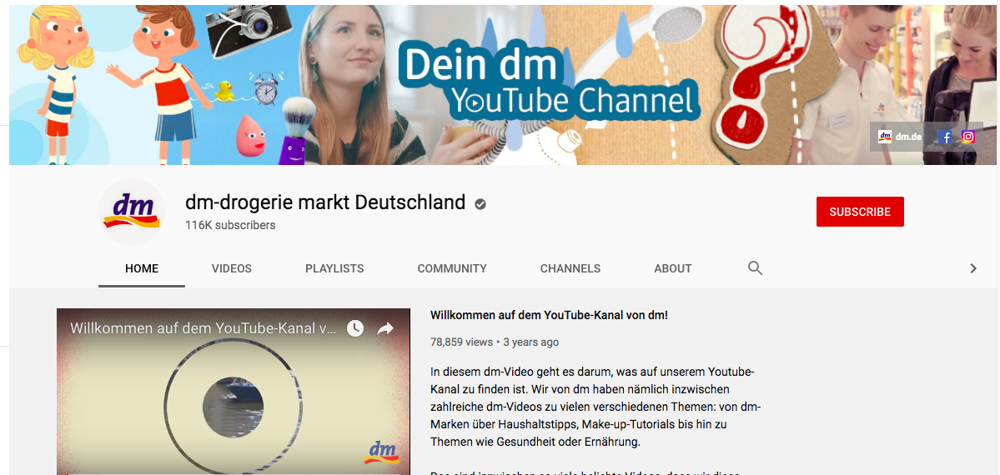 Dein dm
YouTube Channel
dm dm.de
dm
dm-drogerie markt Deutschland
116K subscribers
SUBSCRIBE
HOME VIDEOS PLAYLISTS COMMUNITY CHANNELS ABOUT
Willkommen auf dem YouTube-Kanal v...
dm
Willkommen auf dem YouTube-Kanal von dm!
78,859 views • 3 years ago
In diesem dm-Video geht es darum, was auf unserem Youtube-
Kanal zu finden ist. Wir von dm haben nämlich inzwischen
zahlreiche dm-Videos zu vielen verschiedenen Themen: von dm-
Marken über Haushaltstipps, Make-up-Tutorials bis hin zu
Themen wie Gesundheit oder Ernährung.